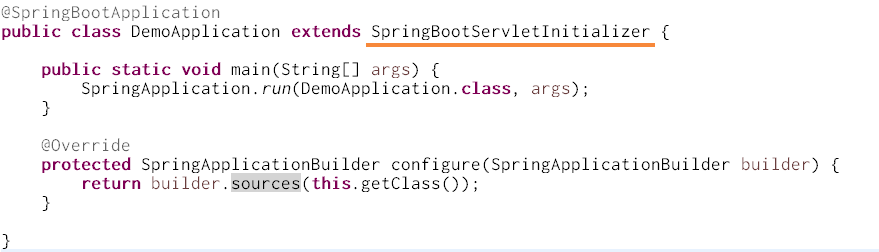 @SpringBootApplication
public class DemoApplication extends SpringBootServletInitializer {
    public static void main(String[] args) {
        SpringApplication.run(DemoApplication.class, args);
    }
    @Override
    protected SpringApplicationBuilder configure(SpringApplicationBuilder builder) {
        return builder.sources(this.getClass());
    }
}